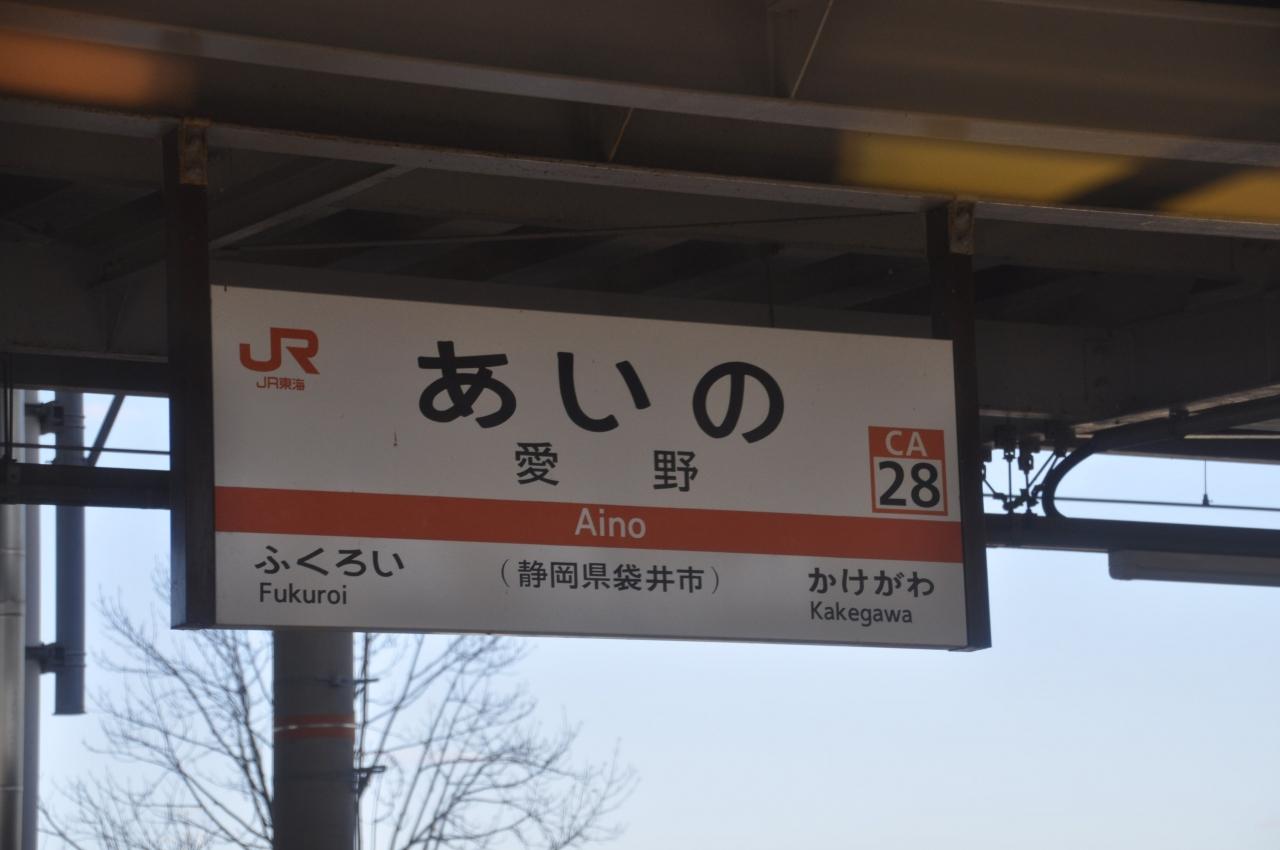 JR
JR東海
あいの
愛野
CA
28
Aino
ふくろい
Fukuroi
（静岡県袋井市）
かけがわ
Kakegawa